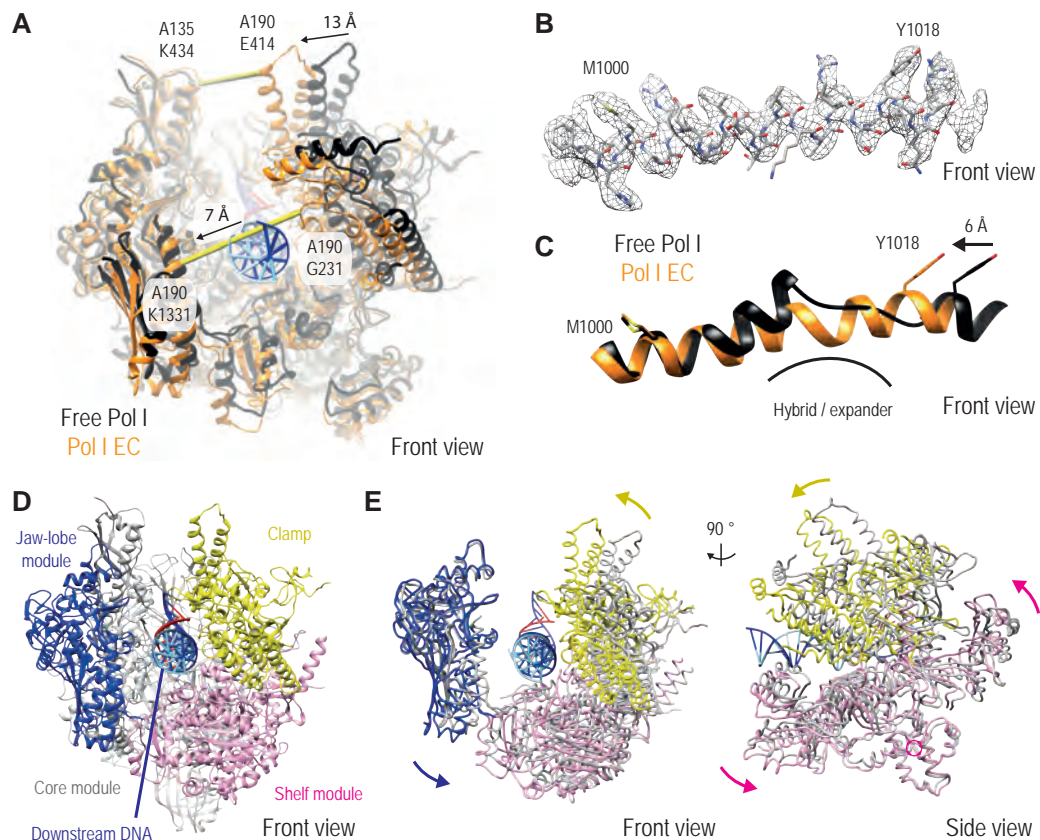 A
A135
K434
A190
E414
13 Å
7 Å
A190
G231
A190
K1331
Free Pol I
Pol I EC
Front view
B
M1000
Y1018
Front view
C
Free Pol I
Pol I EC
Y1018
6 Å
M1000
Hybrid / expander
Front view
D
Jaw-lobe
module
Clamp
Core module
Shelf module
Downstream DNA
Front view
E
90 °
Front view
Side view